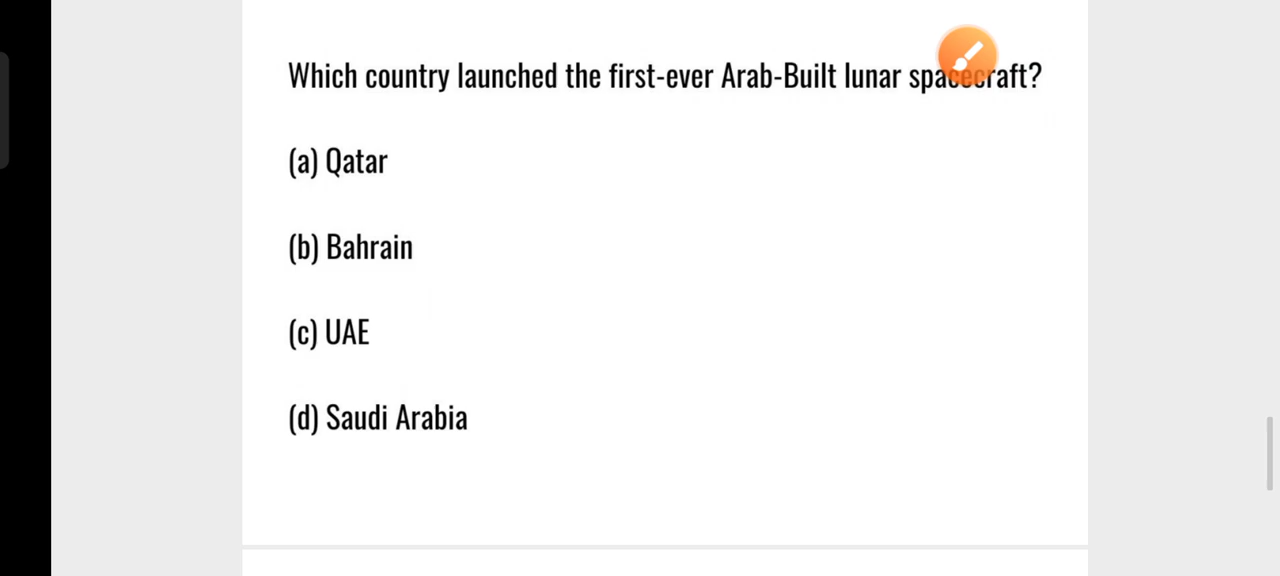 Which country launched the first-ever Arab-Built lunar spacecraft?
(a) Qatar
(b) Bahrain
(c) UAE
(d) Saudi Arabia